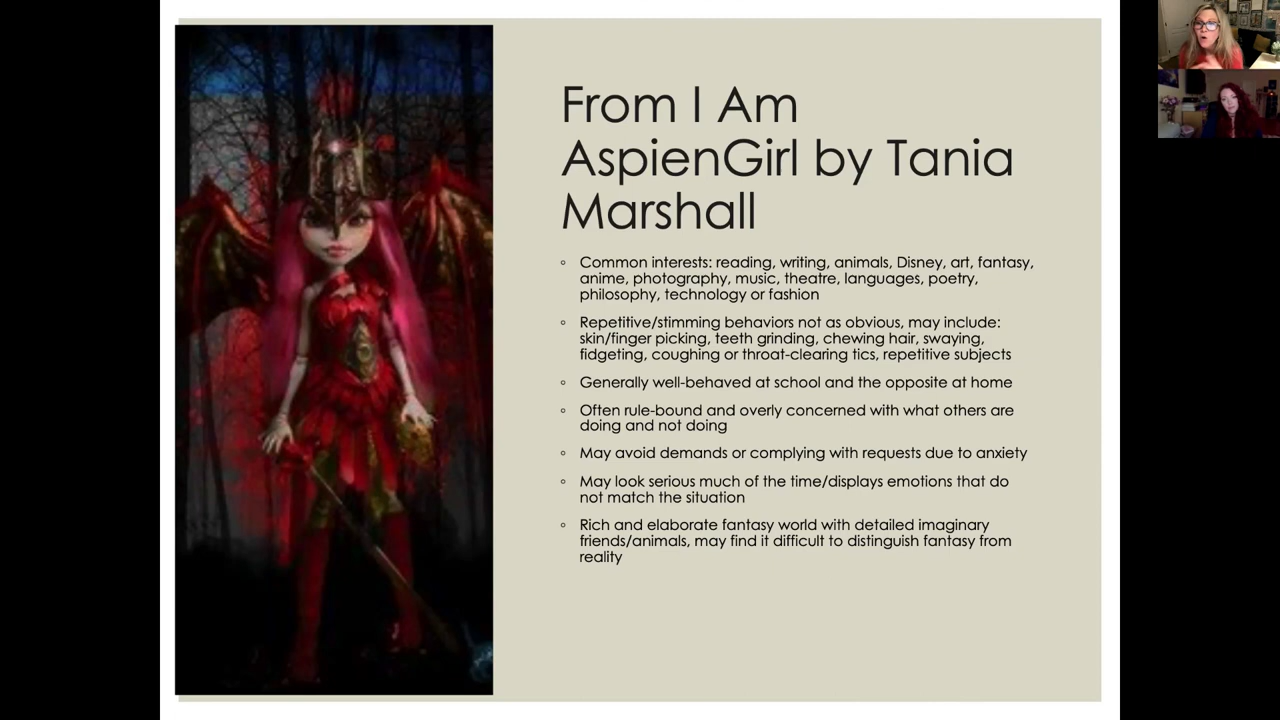 From I Am
AspienGirl by Tania
Marshall
◦ Common interests: reading, writing, animals, Disney, art, fantasy,
anime, photography, music, theatre, languages, poetry,
philosophy, technology or fashion
◦ Repetitive/stimming behaviors not as obvious, may include:
skin/finger picking, teeth grinding, chewing hair, swaying,
fidgeting, coughing or throat-clearing tics, repetitive subjects
◦ Generally well-behaved at school and the opposite at home
◦ Often rule-bound and overly concerned with what others are
doing and not doing
◦ May avoid demands or complying with requests due to anxiety
◦ May look serious much of the time/displays emotions that do
not match the situation
◦ Rich and elaborate fantasy world with detailed imaginary
friends/animals, may find it difficult to distinguish fantasy from
reality